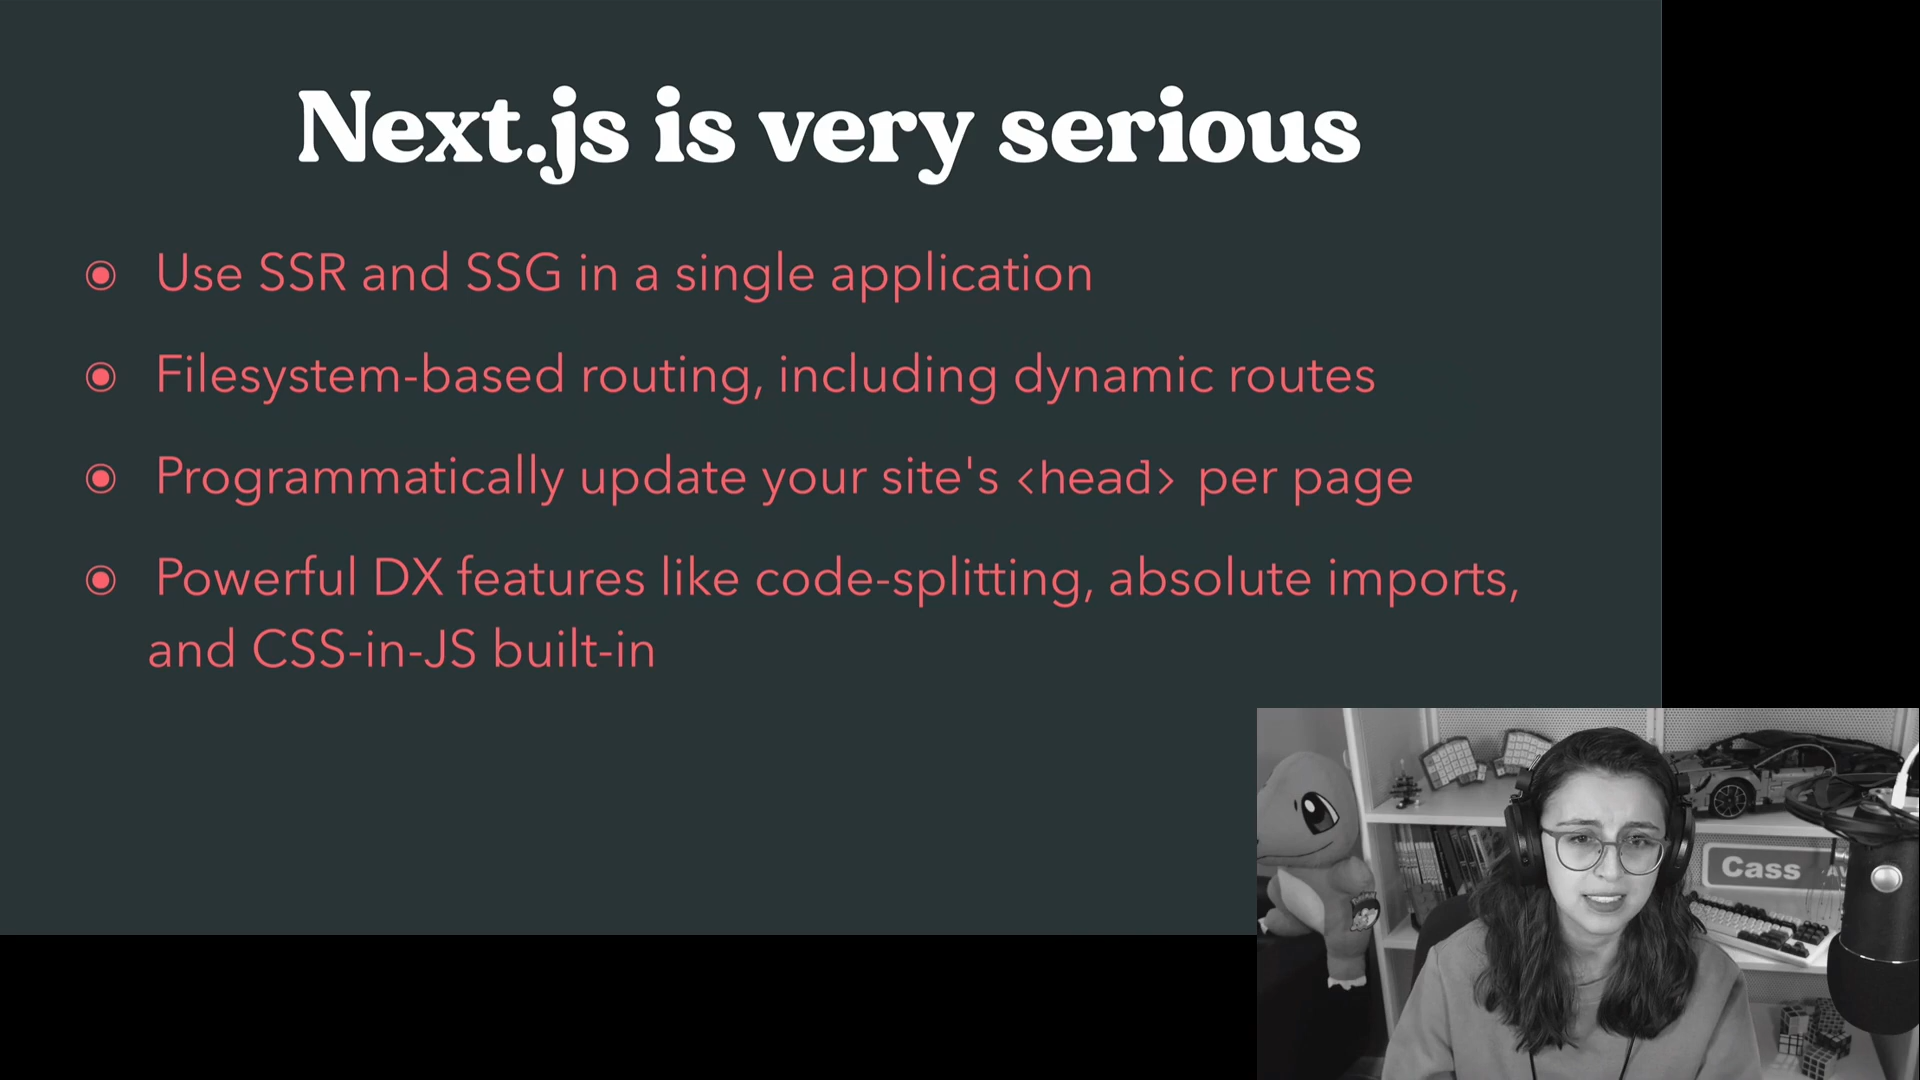 Next.js is very serious
Use SSR and SSG in a single application
Filesystem-based routing, including dynamic routes
Programmatically update your site's <head> per page
Powerful DX features like code-splitting, absolute imports,
and CSS-in-JS built-in
Cass